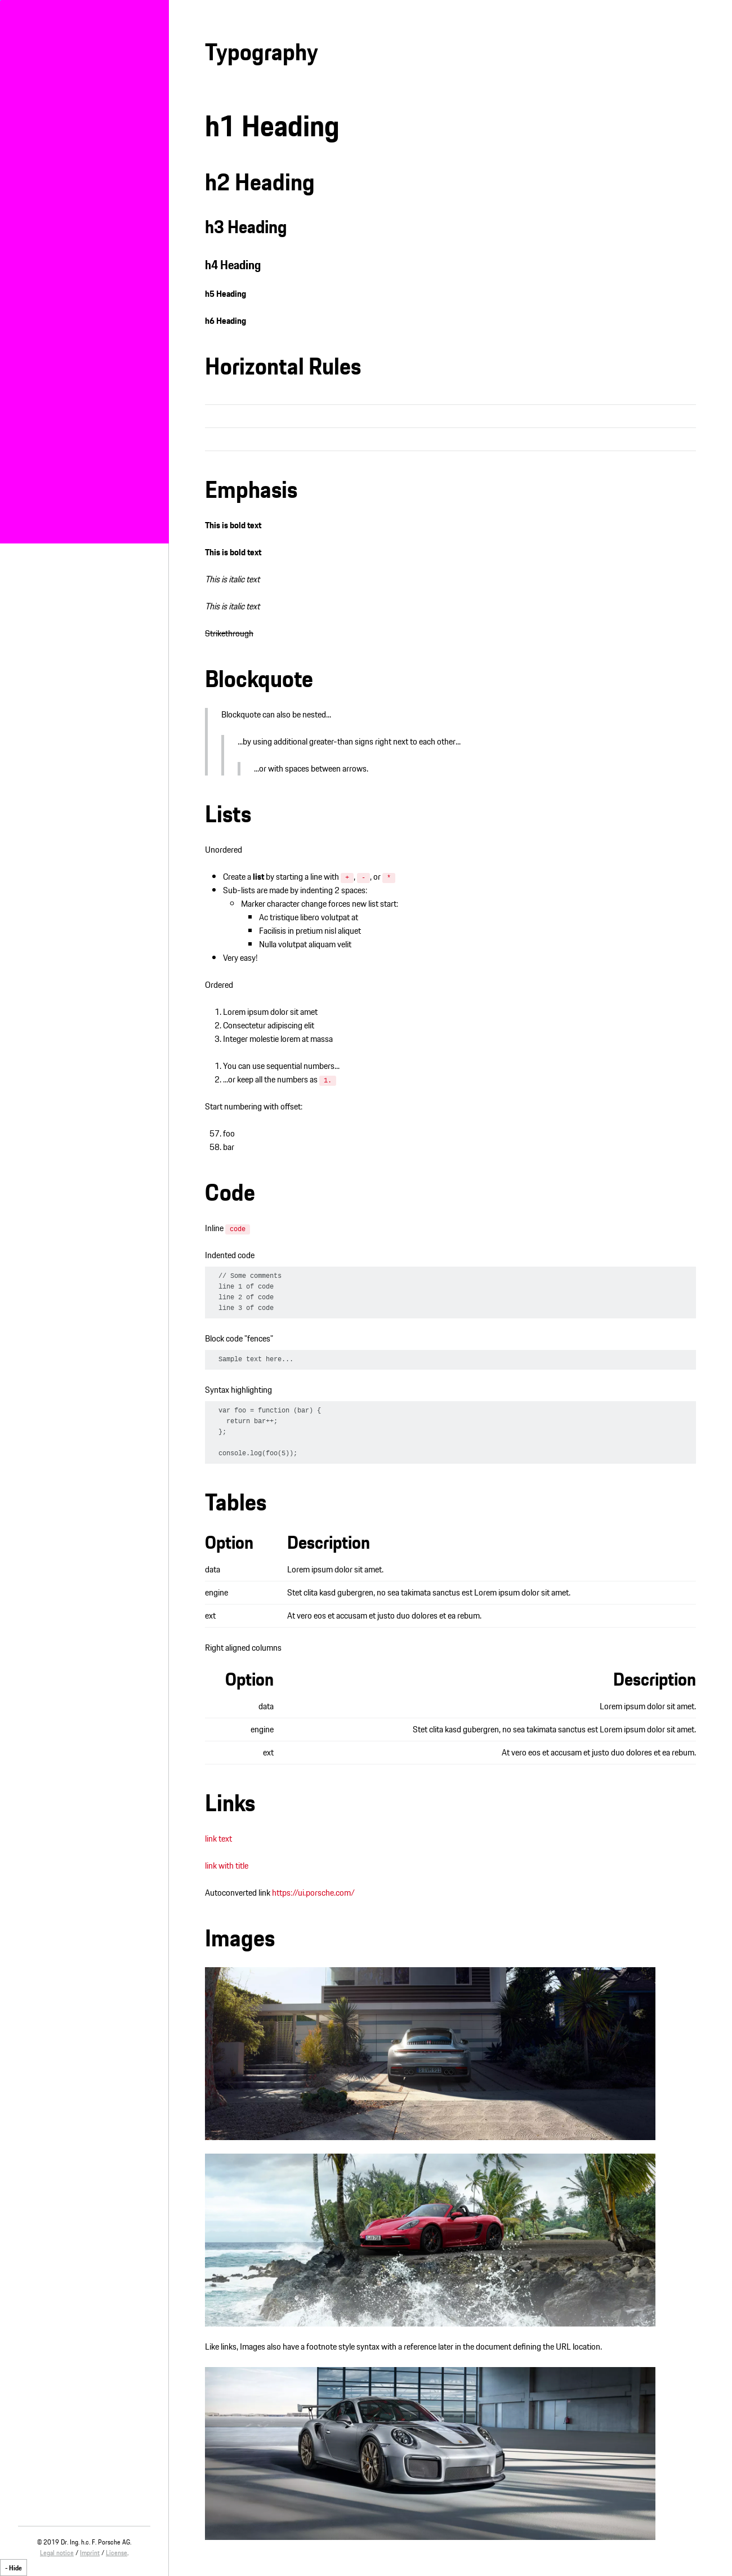 Typography
h1 Heading
h2 Heading
h3 Heading
h4 Heading
h5 Heading
h6 Heading
Horizontal Rules
Emphasis
This is bold text
This is bold text
This is italic text
This is italic text
Strikethrough
Blockquote
Blockquote can also be nested...
...by using additional greater-than signs right next to each other...
...or with spaces between arrows.
Lists
Unordered
Create a list by starting a line with + , - , or *
Sub-lists are made by indenting 2 spaces:
Marker character change forces new list start:
Ac tristique libero volutpat at
Facilisis in pretium nisl aliquet
Nulla volutpat aliquam velit
Very easy!
Ordered
1. Lorem ipsum dolor sit amet
2. Consectetur adipiscing elit
3. Integer molestie lorem at massa
1. You can use sequential numbers...
2. ...or keep all the numbers as 1.
Start numbering with offset:
57. foo
58. bar
Code
Inline code
Indented code
// Some comments
line 1 of code
line 2 of code
line 3 of code
Block code "fences"
Sample text here...
Syntax highlighting
var foo = function (bar) {
return bar++;
};
console.log(foo(5));
Tables
Option Description
data Lorem ipsum dolor sit amet.
engine Stet clita kasd gubergren, no sea takimata sanctus est Lorem ipsum dolor sit amet.
ext At vero eos et accusam et justo duo dolores et ea rebum.
Right aligned columns
Option Description
data Lorem ipsum dolor sit amet.
engine Stet clita kasd gubergren, no sea takimata sanctus est Lorem ipsum dolor sit amet.
ext At vero eos et accusam et justo duo dolores et ea rebum.
Links
link text
link with title
Autoconverted link https://ui.porsche.com/
Images
Like links, Images also have a footnote style syntax with a reference later in the document defining the URL location.
© 2019 Dr. Ing. h.c. F. Porsche AG.
Legal notice / Imprint / License.
- Hide